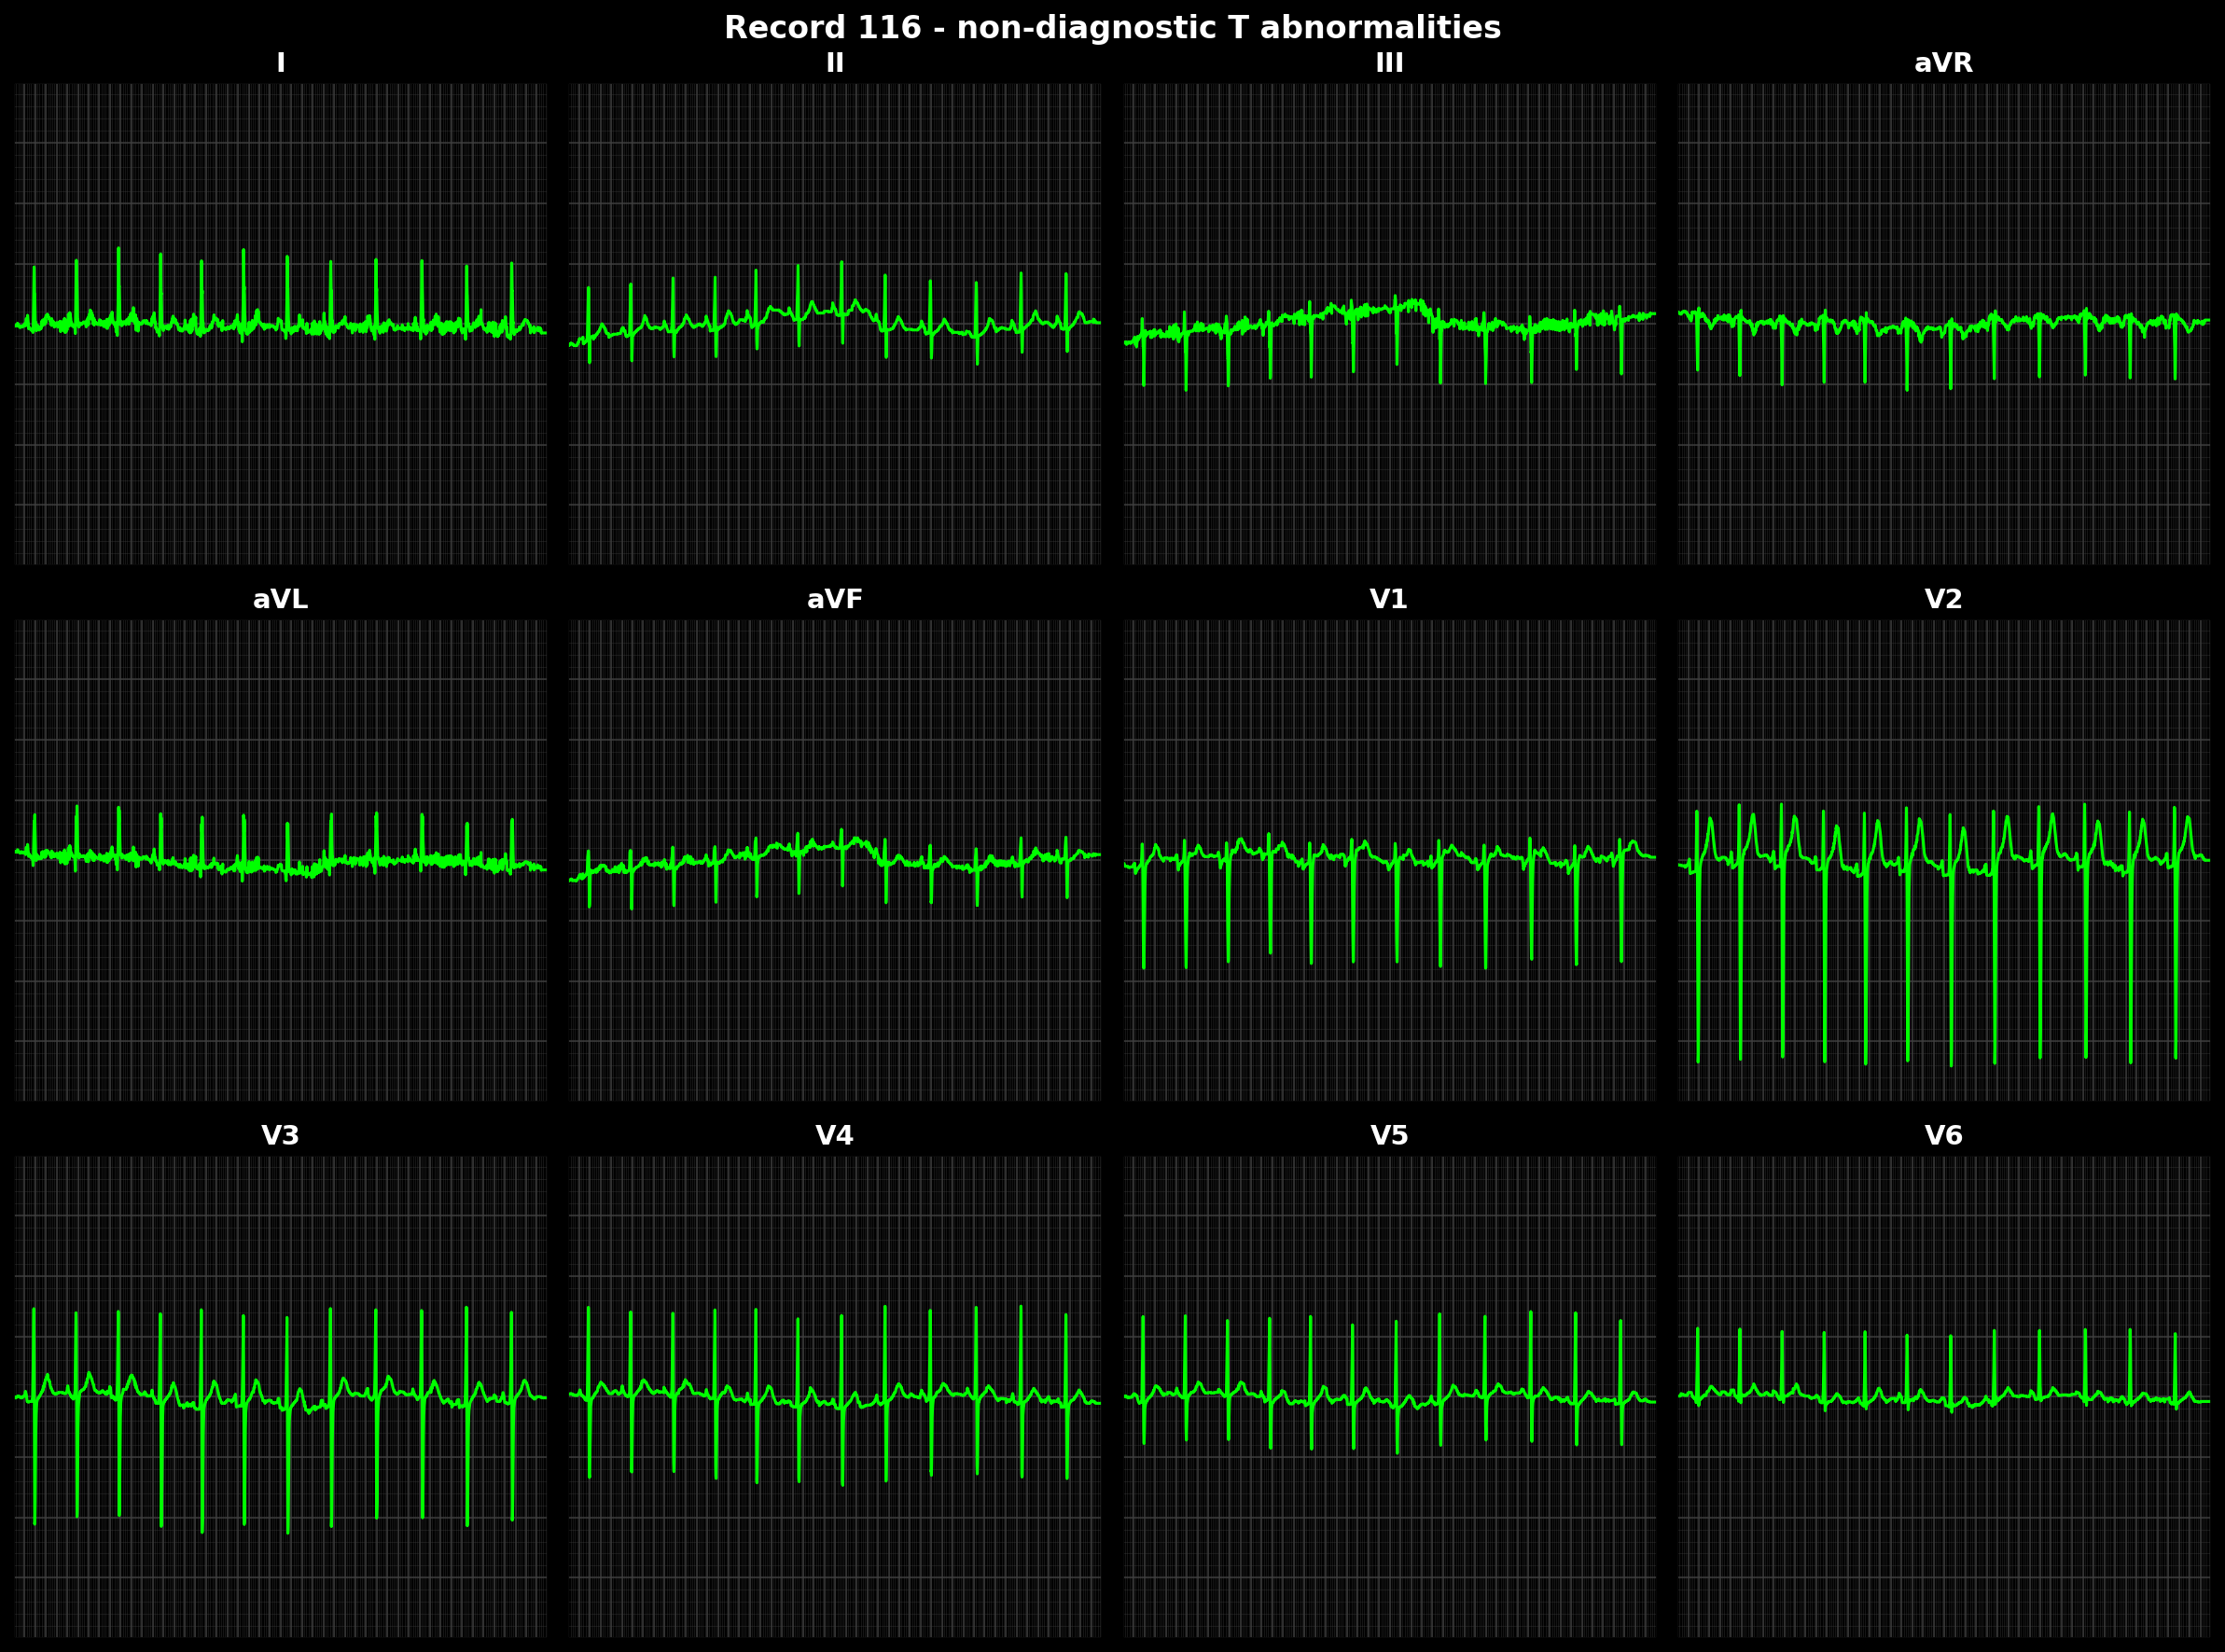 Record 116 - non-diagnostic T abnormalities
I II III aVR
aVL aVF V1 V2
V3 V4 V5 V6